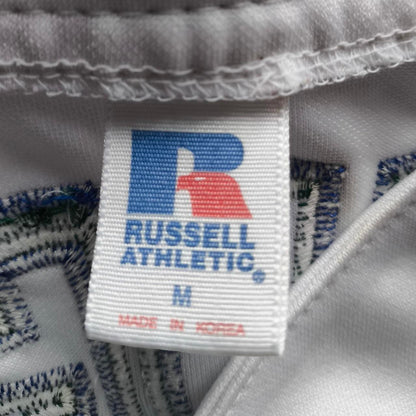 R
RUSSELL
ATHLETIC®
M
MADE IN KOREA